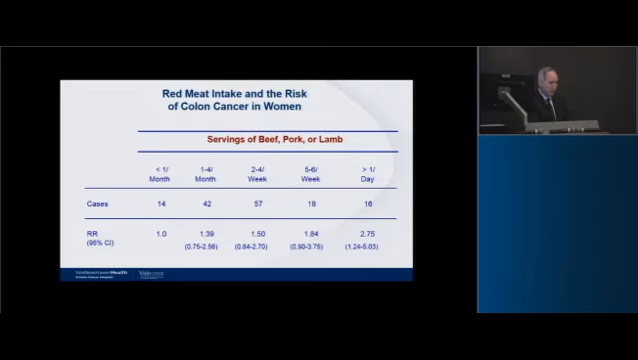 Red Meat Intake and the Risk
of Colon Cancer in Women
Servings of Beef, Pork, or Lamb
< 1/ 1-4/ 2-4/ 5-6/ > 1/
Month Month Week Week Day
Cases 14 42 57 18 16
RR 1.0 1.39 1.50 1.84 2.75
(95% CI) (0.75-2.56) (0.84-2.70) (0.90-3.75) (1.24-5.03)
YaleNewHavenHealth